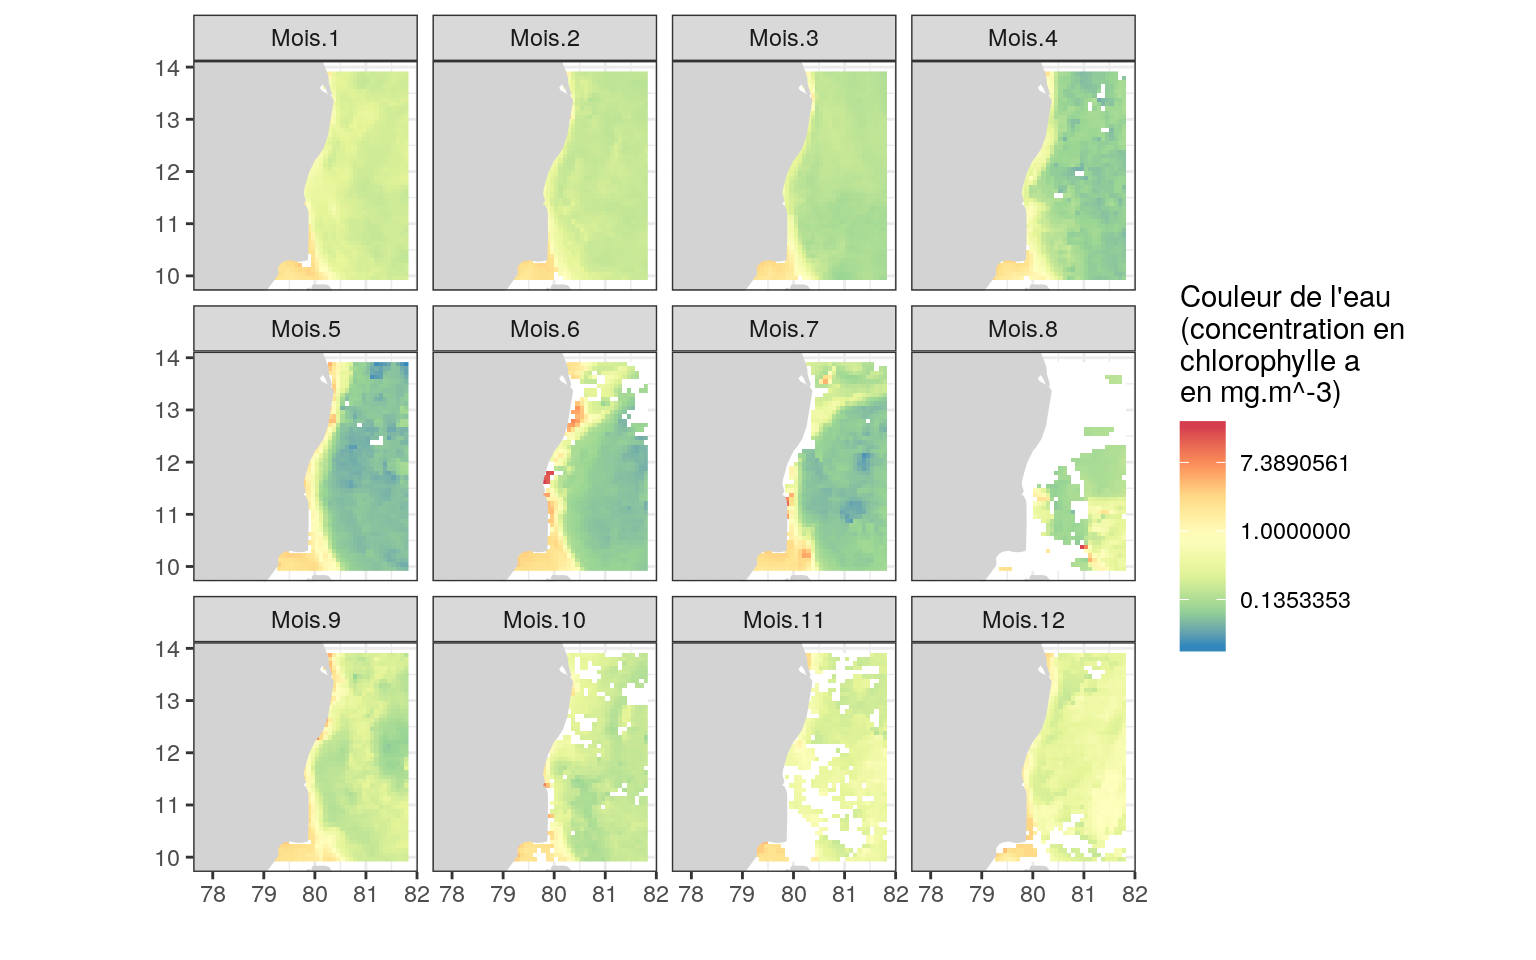 Mois.1 Mois.2 Mois.3 Mois.4
14
13
12
11
10
Mois.5 Mois.6 Mois.7 Mois.8
14
13
12
11
10
Mois.9 Mois.10 Mois.11 Mois.12
14
13
12
11
10
78 79 80 81 82 78 79 80 81 82 78 79 80 81 82 78 79 80 81 82
Couleur de l'eau
(concentration en
chlorophylle a
en mg.m^-3)
7.3890561
1.0000000
0.1353353